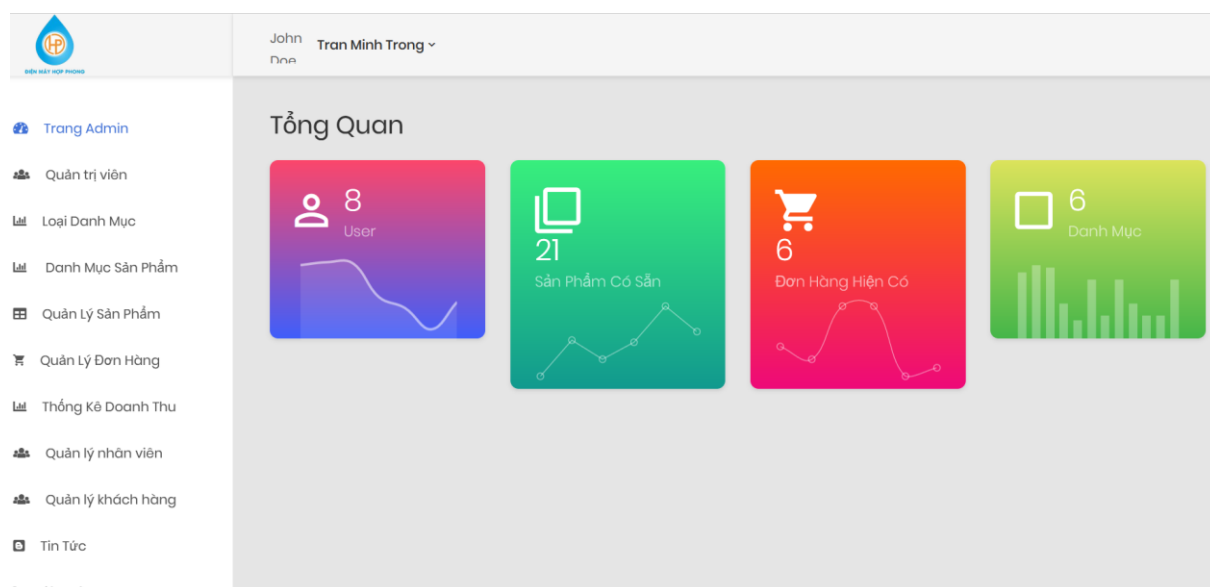 HP
ĐIỆN MÁY HỢP PHONG
John
Doe
Tran Minh Trong
Trang Admin
Quản trị viên
Loại Danh Mục
Danh Mục Sản Phẩm
Quản Lý Sản Phẩm
Quản Lý Đơn Hàng
Thống Kê Doanh Thu
Quản lý nhân viên
Quản lý khách hàng
Tin Tức
Tổng Quan
8
User
21
Sản Phẩm Có Sẵn
6
Đơn Hàng Hiện Có
6
Danh Mục